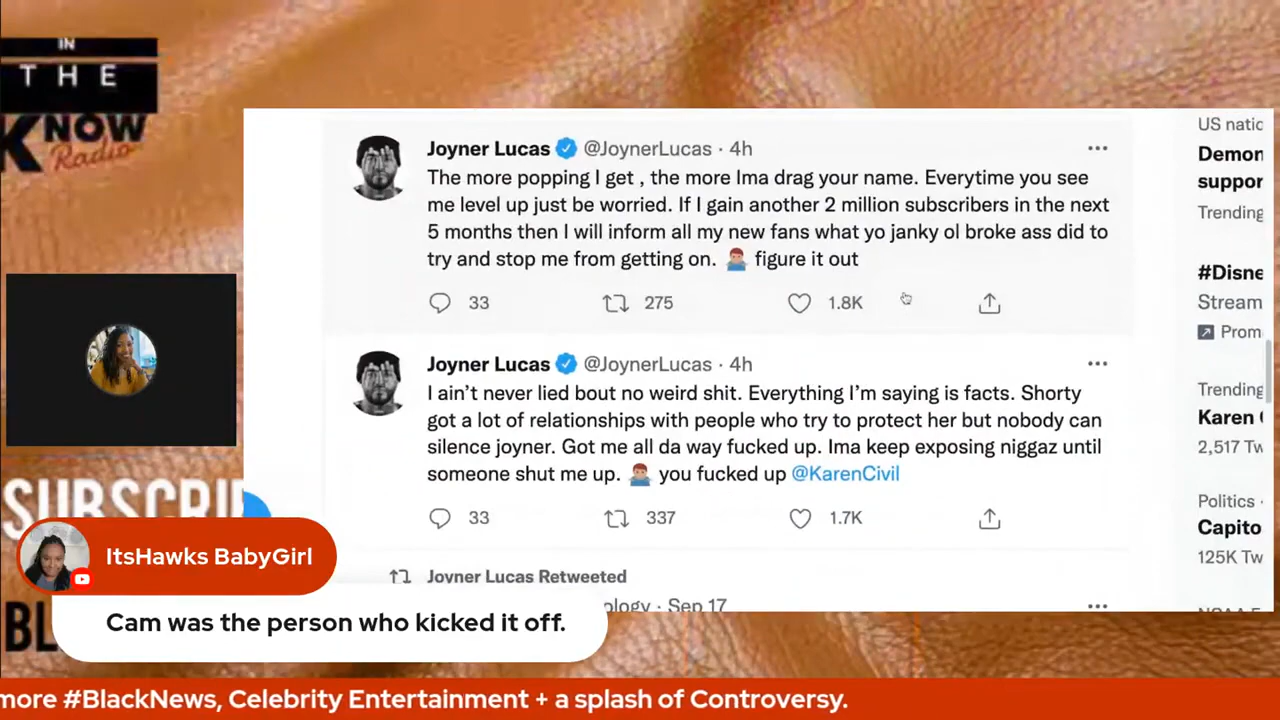 IN
THE
KNOW
Radio
Joyner Lucas @JoynerLucas · 4h
The more popping I get , the more Ima drag your name. Everytime you see
me level up just be worried. If I gain another 2 million subscribers in the next
5 months then I will inform all my new fans what yo janky ol broke ass did to
try and stop me from getting on. 🤷🏽‍♂️ figure it out
33 275 1.8K
Joyner Lucas @JoynerLucas · 4h
I ain't never lied bout no weird shit. Everything I'm saying is facts. Shorty
got a lot of relationships with people who try to protect her but nobody can
silence joyner. Got me all da way fucked up. Ima keep exposing niggaz until
someone shut me up. 🤷🏽‍♂️ you fucked up @KarenCivil
33 337 1.7K
Joyner Lucas Retweeted
ology · Sep 17
US natio
Demon
suppor
Trending
#Disne
Stream
Prom
Trending
Karen
2,517 Tw
Politics ·
Capito
125K Tw
SUBSCRI
BL
ItsHawks BabyGirl
Cam was the person who kicked it off.
more #BlackNews, Celebrity Entertainment + a splash of Controversy.